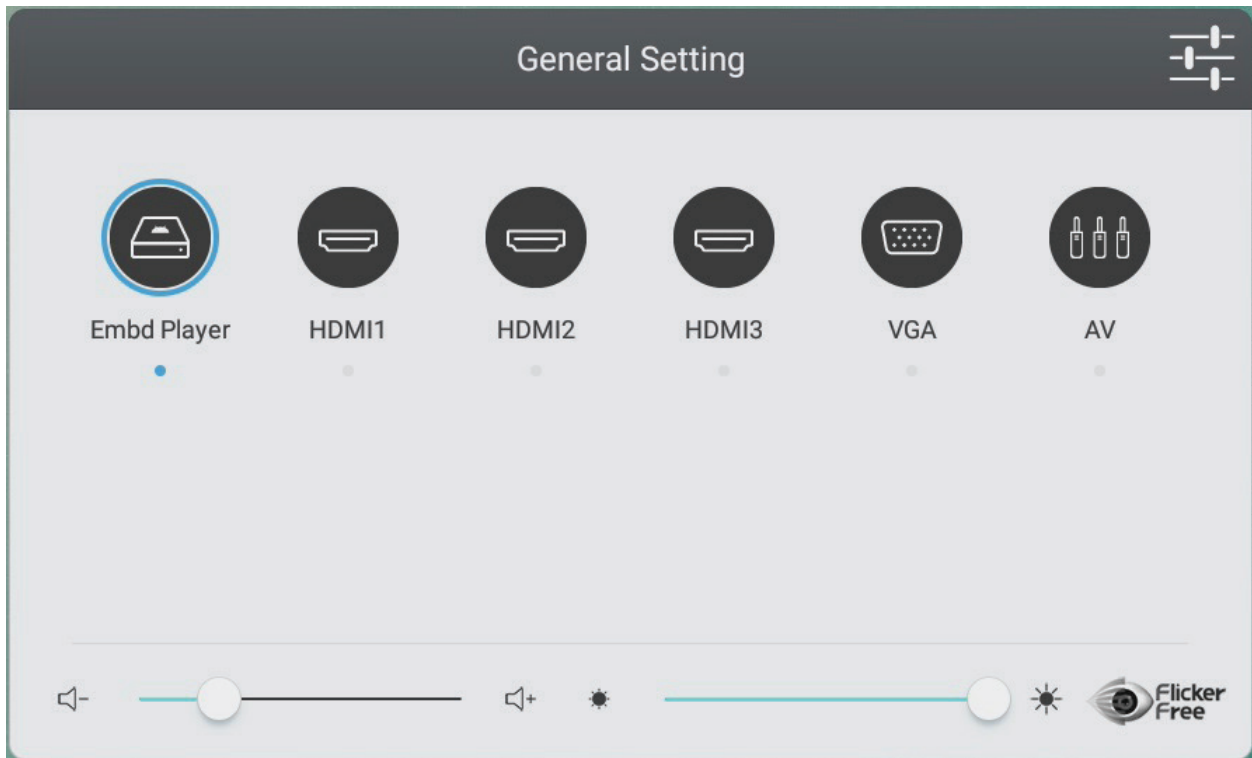 General Setting
Embd Player
HDMI1
HDMI2
HDMI3
VGA
AV
Flicker
Free